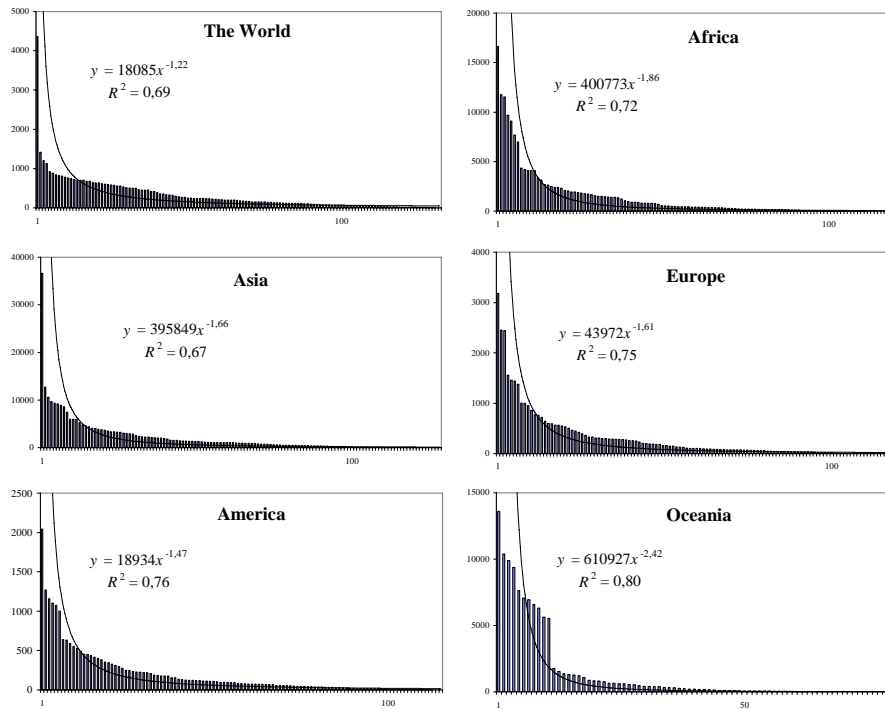 The World
y = 18085x^-1,22
R^2 = 0,69
5000
4000
3000
2000
1000
0
1
100
Africa
y = 400773x^-1,86
R^2 = 0,72
20000
15000
10000
5000
0
1
100
Asia
y = 395849x^-1,66
R^2 = 0,67
40000
30000
20000
10000
0
1
100
Europe
y = 43972x^-1,61
R^2 = 0,75
4000
3000
2000
1000
0
1
100
America
y = 18934x^-1,47
R^2 = 0,76
2500
2000
1500
1000
500
0
1
100
Oceania
y = 610927x^-2,42
R^2 = 0,80
15000
10000
5000
0
1
50